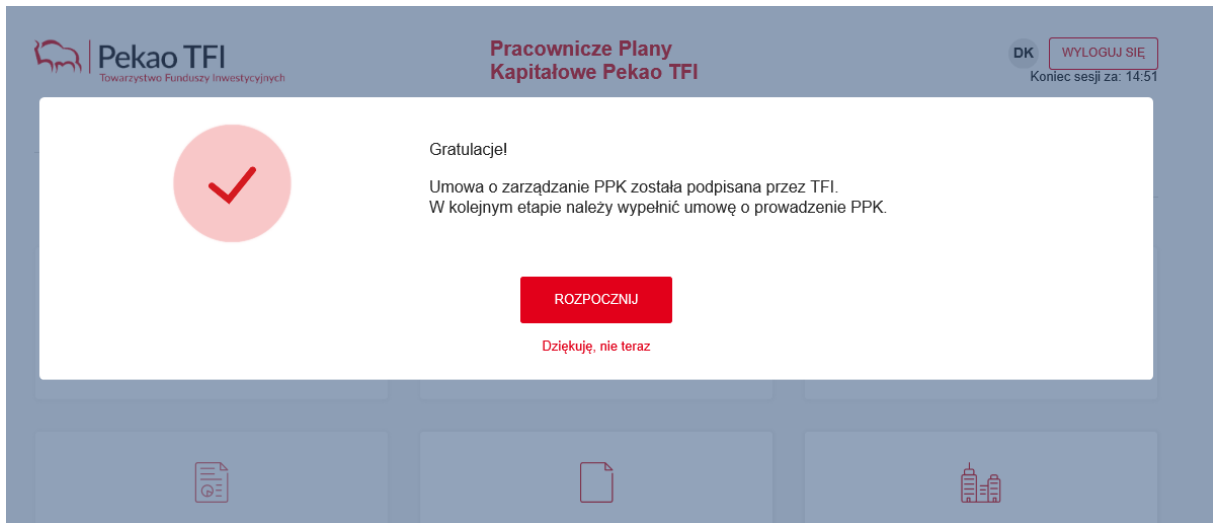 Pekao TFI
Towarzystwo Funduszy Inwestycyjnych
Pracownicze Plany
Kapitałowe Pekao TFI
DK
WYLOGUJ SIĘ
Koniec sesji za: 14:51
Gratulacje!
Umowa o zarządzanie PPK została podpisana przez TFI.
W kolejnym etapie należy wypełnić umowę o prowadzenie PPK.
ROZPOCZNIJ
Dziękuję, nie teraz